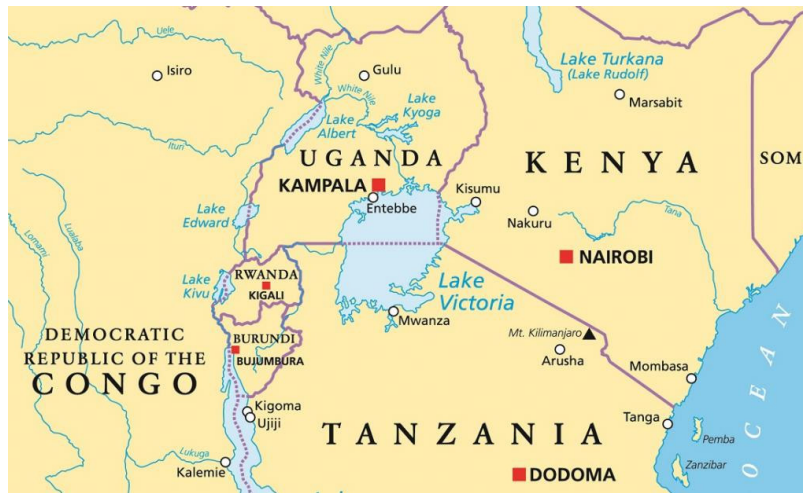 Uele
Isiro
White Nile
Gulu
Lake Turkana
(Lake Rudolf)
Marsabit
White Nile
Lake
Kyoga
Lake
Albert
Ituri
UGANDA
KENYA
SOM
KAMPALA
Entebbe
Kisumu
Nakuru
Tana
Lake
Edward
Lomami
Lualaba
NAIROBI
Lake
Kivu
RWANDA
KIGALI
Lake
Victoria
Mwanza
Mt. Kilimanjaro
Arusha
DEMOCRATIC
REPUBLIC OF THE
CONGO
BURUNDI
BUJUMBURA
Mombasa
OCEAN
Kigoma
Ujiji
TANZANIA
Tanga
Pemba
Lukuga
Kalemie
DODOMA
Zanzibar